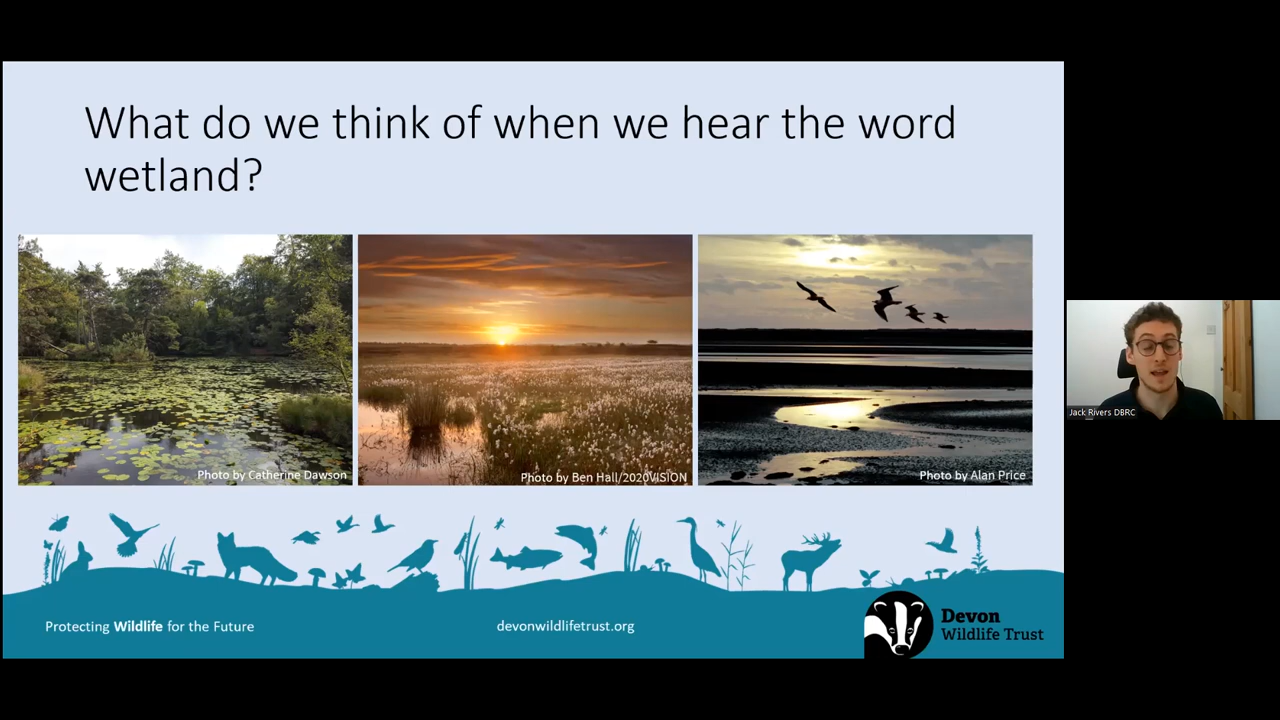 What do we think of when we hear the word
wetland?
Photo by Catherine Dawson
Photo by Ben Hall/2020VISION
Photo by Alan Price
Jack Rivers DBRC
Protecting Wildlife for the Future
devonwildlifetrust.org
Devon
Wildlife Trust